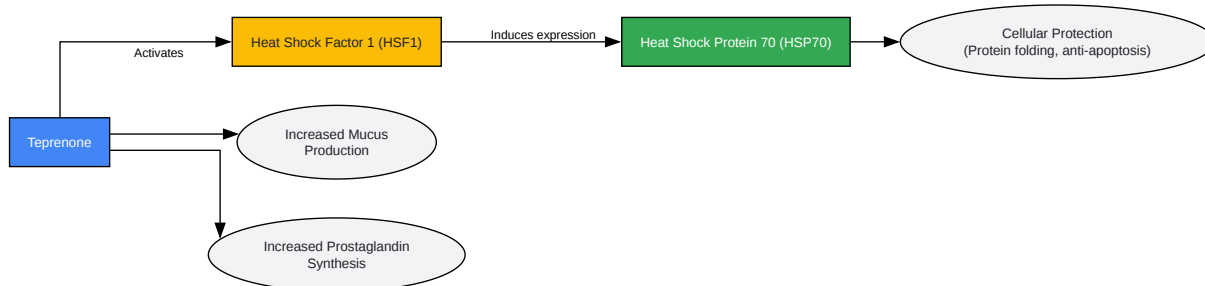 Heat Shock Factor 1 (HSF1)
Induces expression
Heat Shock Protein 70 (HSP70)
Cellular Protection
(Protein folding, anti-apoptosis)
Activates
Teprenone
Increased Mucus
Production
Increased Prostaglandin
Synthesis